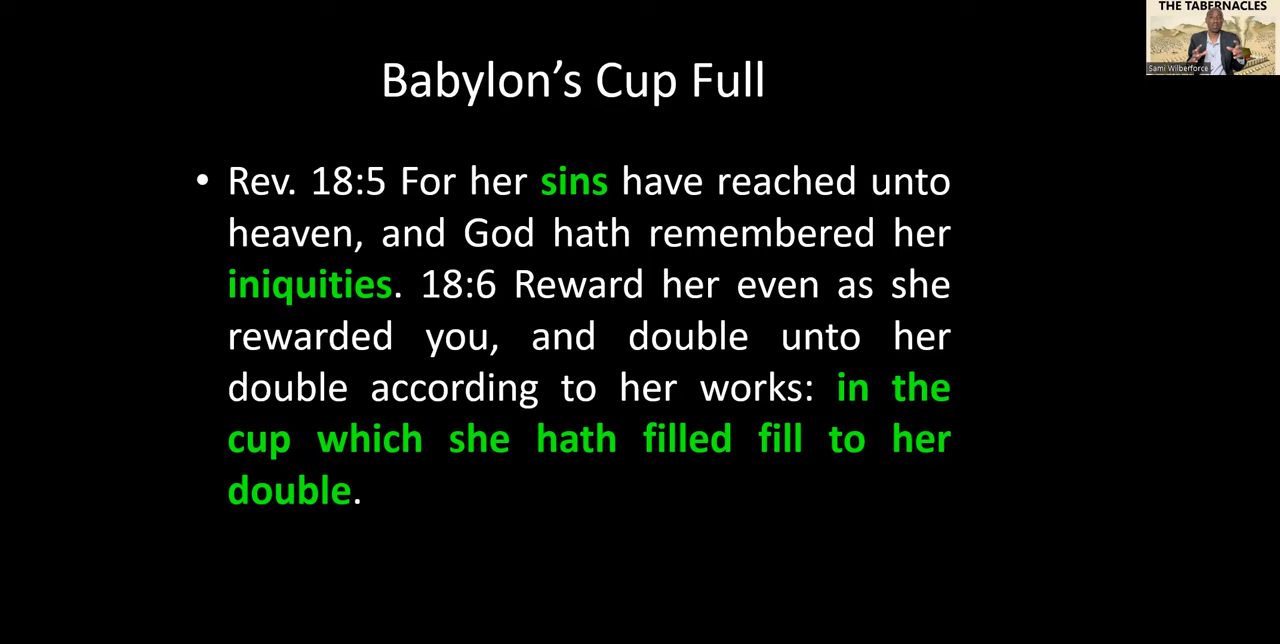 THE TABERNACLES
Sami Wilberforce
Babylon’s Cup Full
• Rev. 18:5 For her sins have reached unto
heaven, and God hath remembered her
iniquities. 18:6 Reward her even as she
rewarded you, and double unto her
double according to her works: in the
cup which she hath filled fill to her
double.